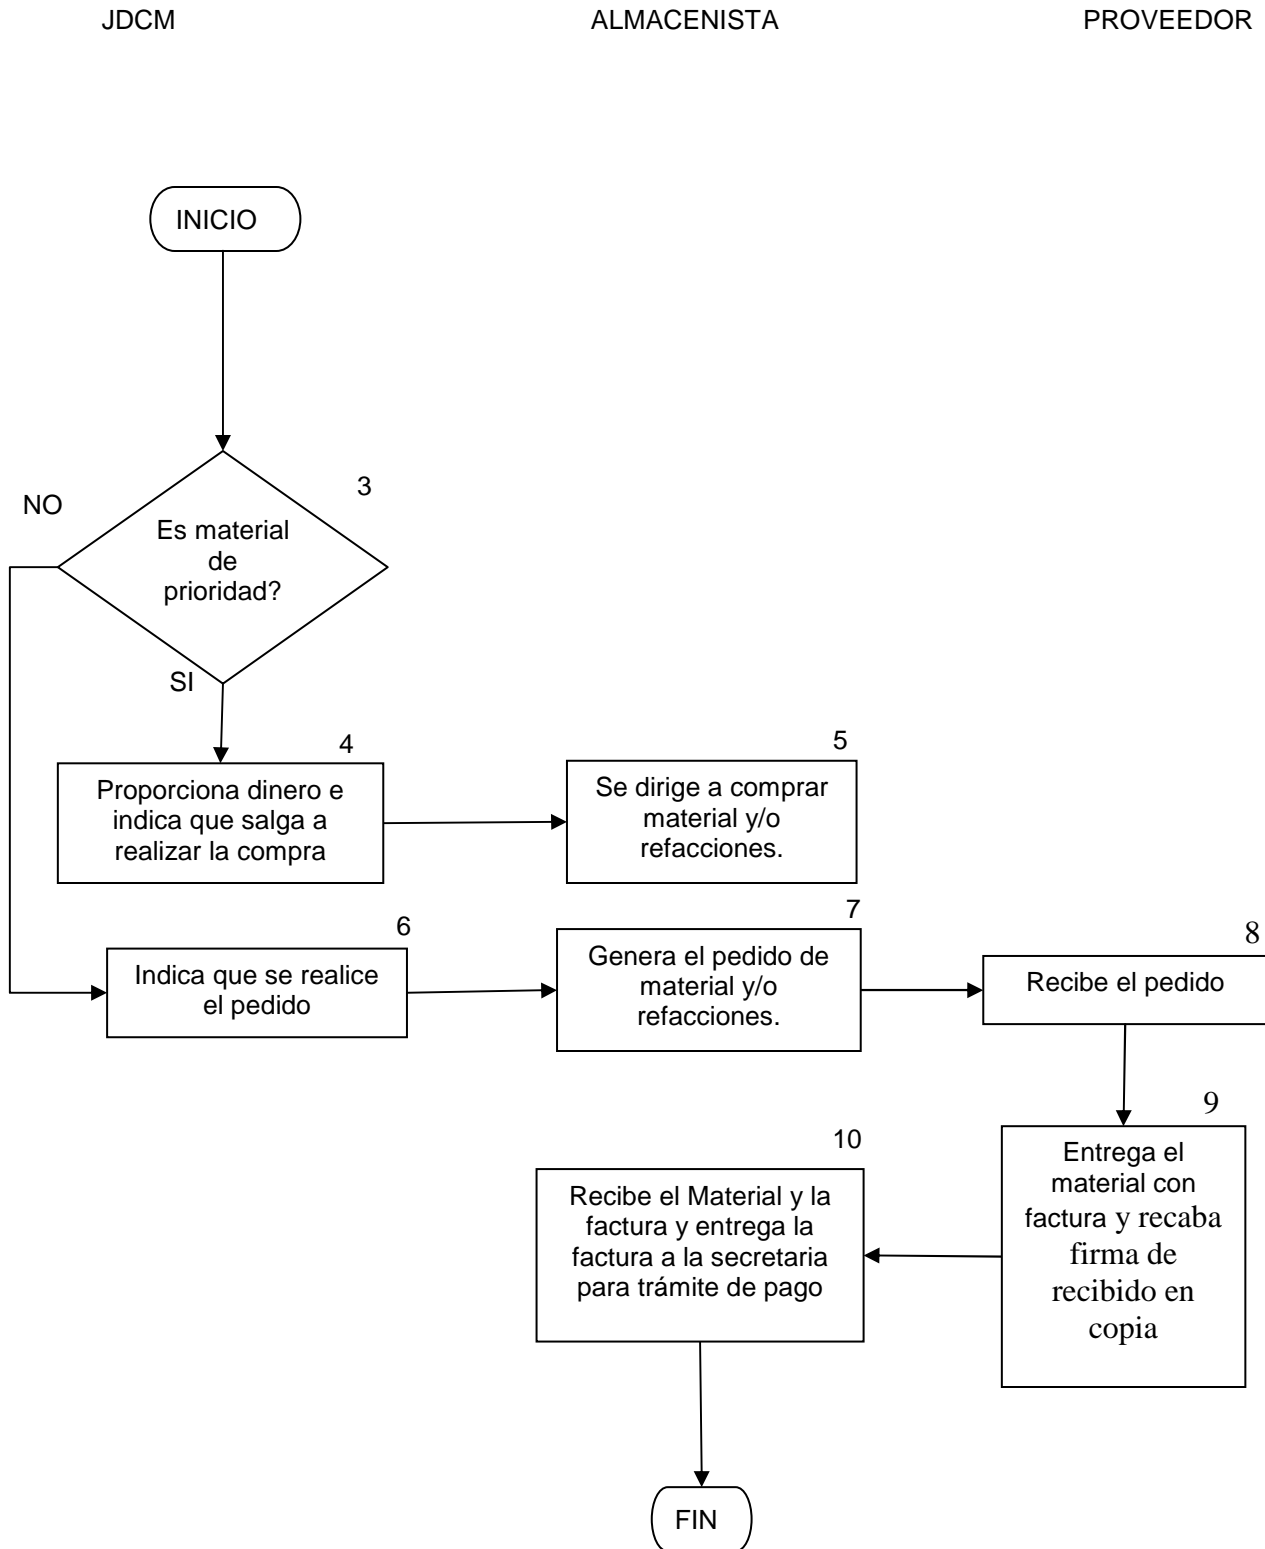 JDCM
ALMACENISTA
PROVEEDOR
INICIO
3
NO
Es material
de
prioridad?
SI
4
Proporciona dinero e
indica que salga a
realizar la compra
5
Se dirige a comprar
material y/o
refacciones.
6
Indica que se realice
el pedido
7
Genera el pedido de
material y/o
refacciones.
8
Recibe el pedido
9
Entrega el
material con
factura y recaba
firma de
recibido en
copia
10
Recibe el Material y la
factura y entrega la
factura a la secretaria
para trámite de pago
FIN